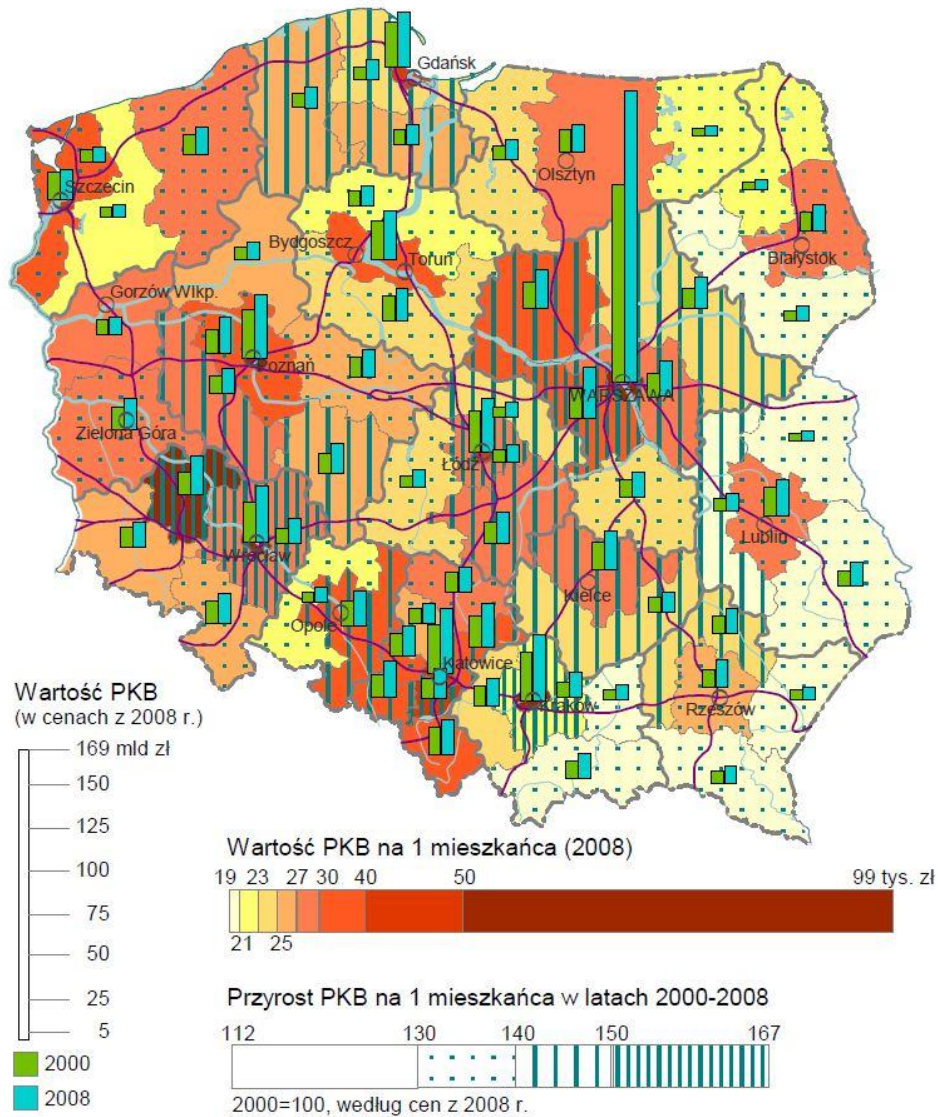 Gdańsk
Olsztyn
Szczecin
Białystok
Bydgoszcz
Toruń
Gorzów Wlkp.
Poznań
WARSZAWA
Zielona Góra
Łódź
Lublin
Wrocław
Kielce
Opole
Katowice
Kraków
Rzeszów
Wartość PKB
(w cenach z 2008 r.)
169 mld zł
150
125
100
75
50
25
5
2000
2008
Wartość PKB na 1 mieszkańca (2008)
19 23 27 30 40 50 99 tys. zł
21 25
Przyrost PKB na 1 mieszkańca w latach 2000-2008
112 130 140 150 167
2000=100, według cen z 2008 r.